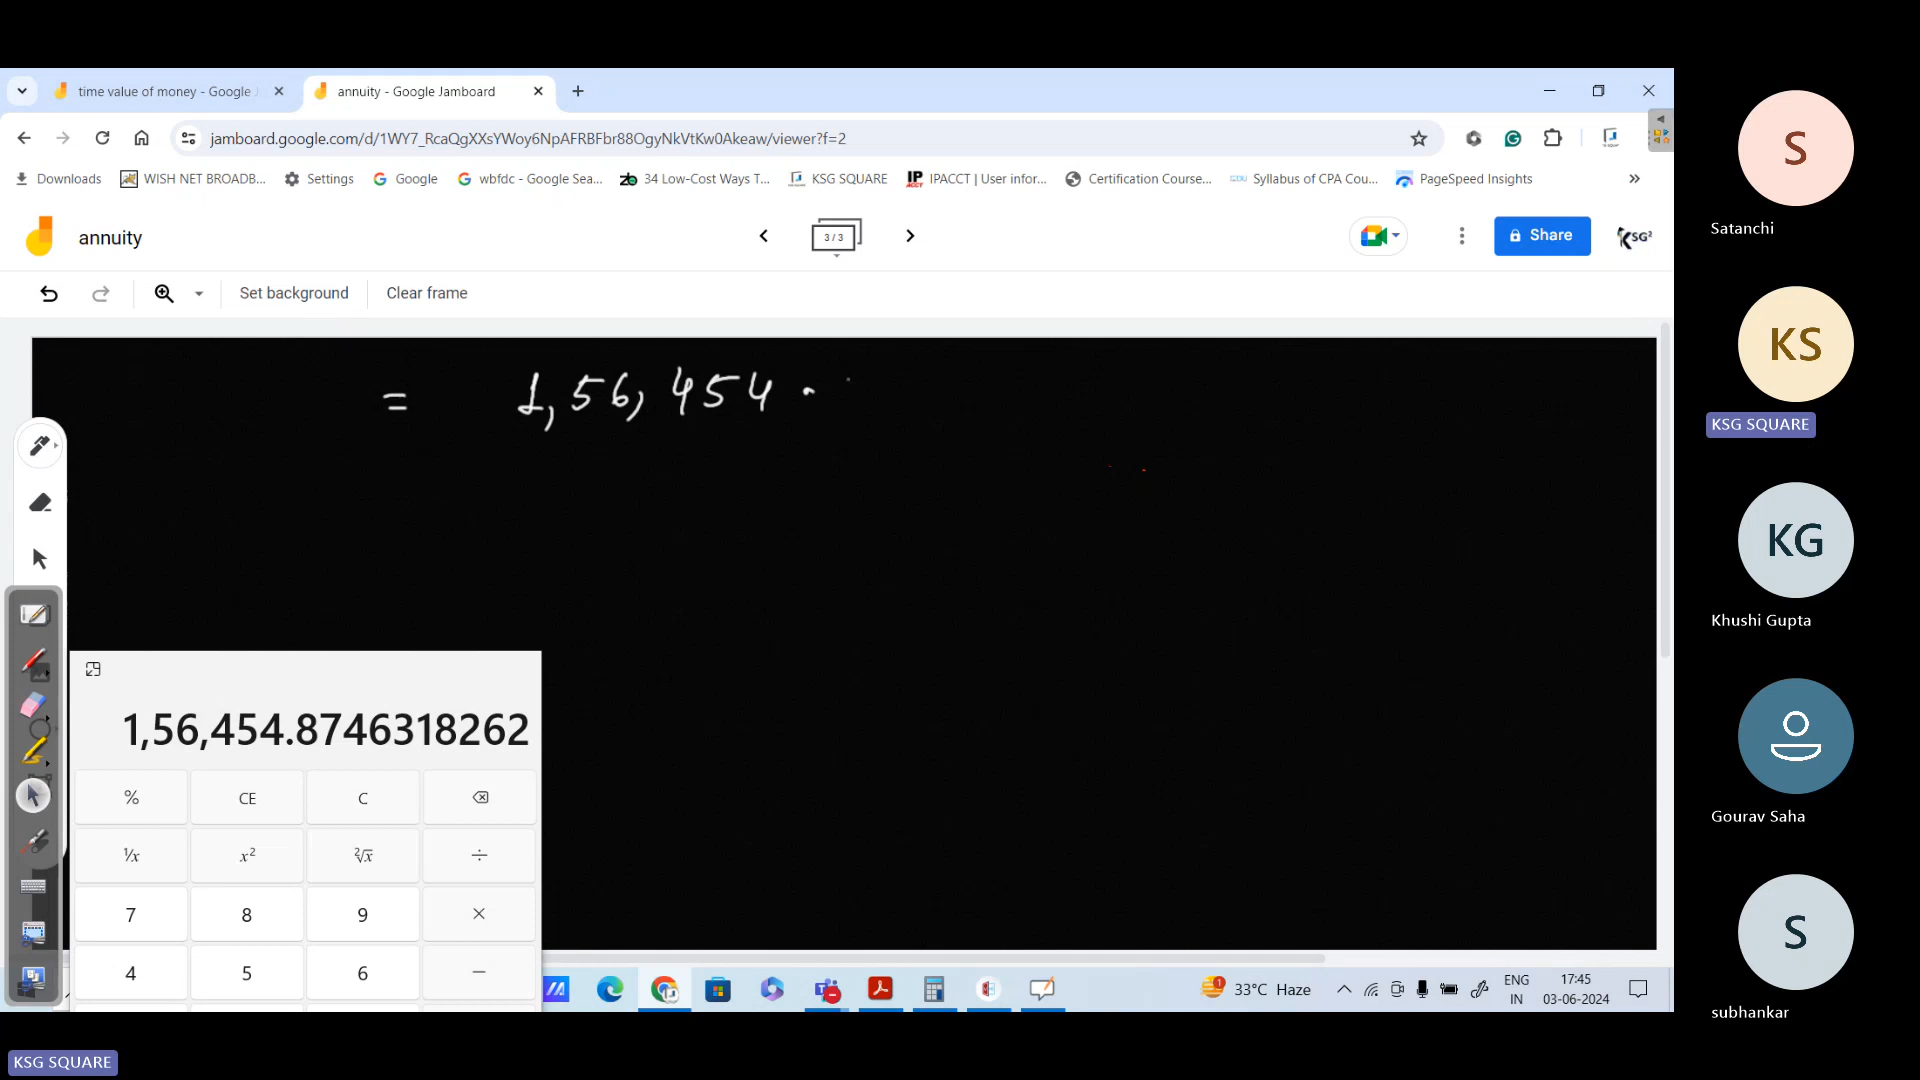 time value of money - Google J
annuity - Google Jamboard
jamboard.google.com/d/1WY7_RcaQgXXsYWoy6NpAFRBFbr88OgyNkVtKw0Akeaw/viewer?f=2
Downloads
WISH NET BROADB...
Settings
Google
wbfdc - Google Sea...
34 Low-Cost Ways T...
KSG SQUARE
IPACCT | User infor...
Certification Course...
Syllabus of CPA Cou...
PageSpeed Insights
annuity
3 / 3
Share
KSG²
Set background
Clear frame
= 1,56,454 .
1,56,454.8746318262
% CE C
¹/x x² ²√x ÷
7 8 9 ×
4 5 6 −
33°C Haze
ENG
IN
17:45
03-06-2024
S
Satanchi
KS
KSG SQUARE
KG
Khushi Gupta
Gourav Saha
S
subhankar
KSG SQUARE